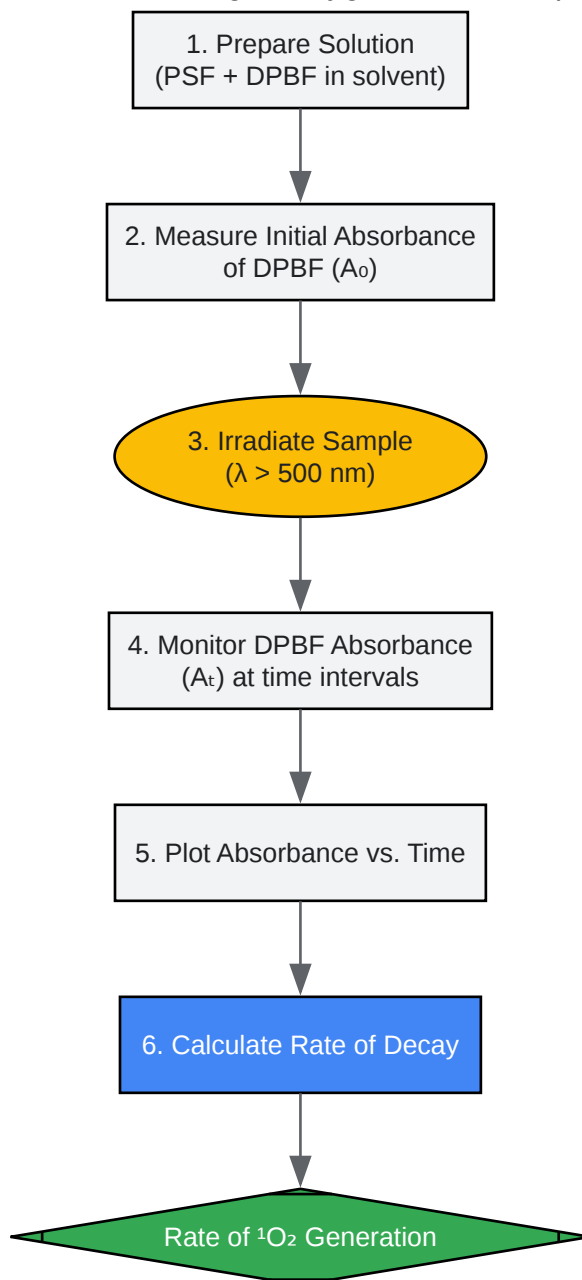 1. Prepare Solution
(PSF + DPBF in solvent)
2. Measure Initial Absorbance
of DPBF (A₀)
3. Irradiate Sample
(λ > 500 nm)
4. Monitor DPBF Absorbance
(Aₜ) at time intervals
5. Plot Absorbance vs. Time
6. Calculate Rate of Decay
Rate of ¹O₂ Generation